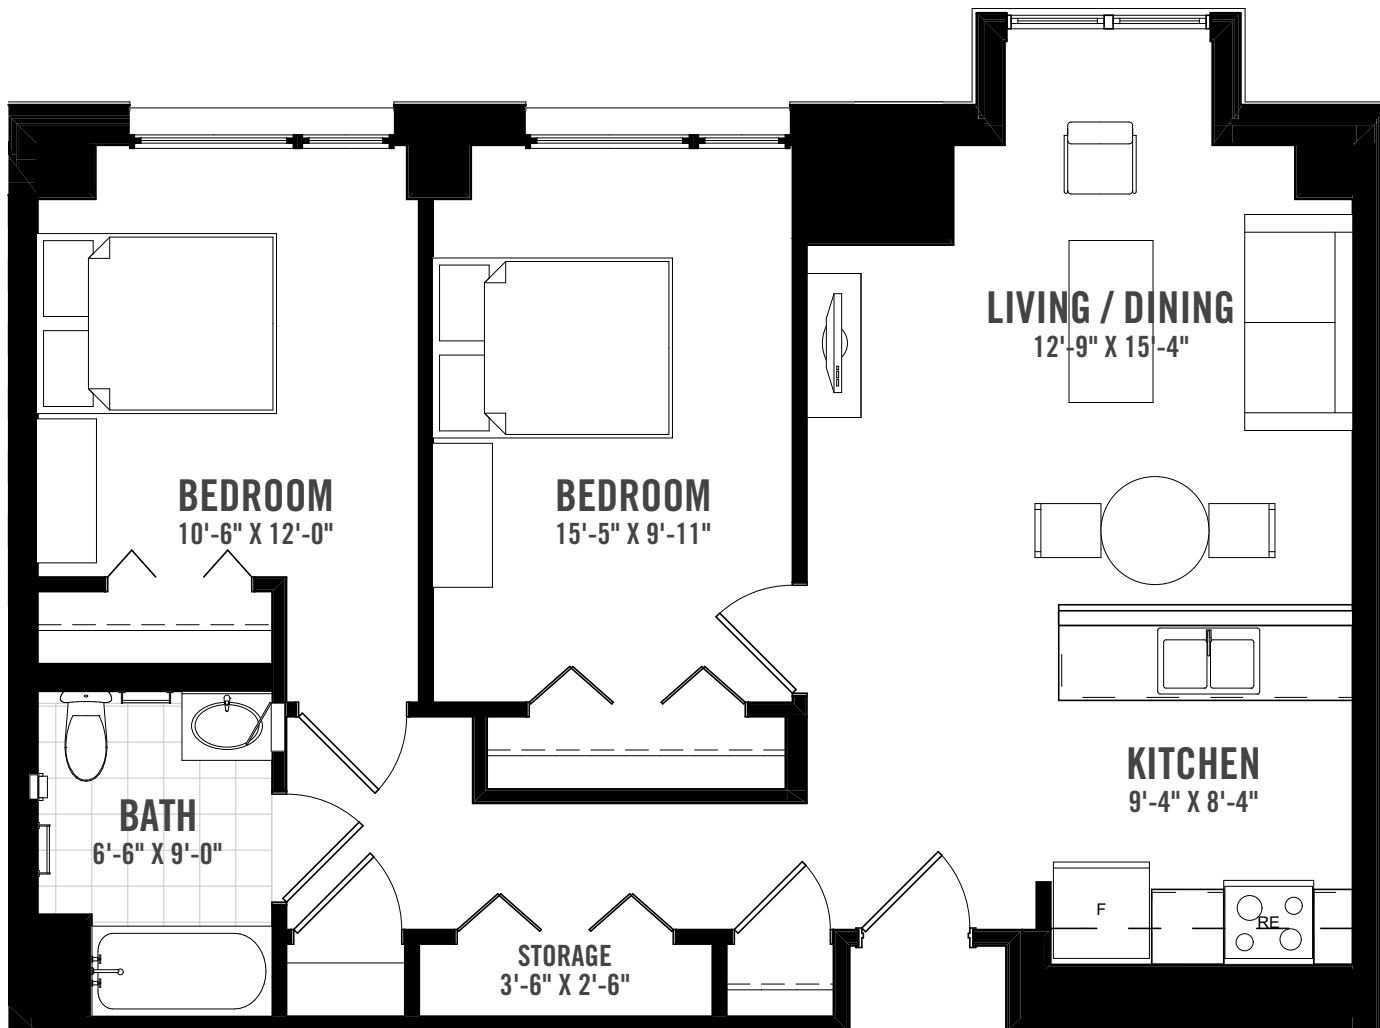 LIVING / DINING
12'-9" X 15'-4"
BEDROOM
10'-6" X 12'-0"
BEDROOM
15'-5" X 9'-11"
KITCHEN
9'-4" X 8'-4"
BATH
6'-6" X 9'-0"
F
RE
STORAGE
3'-6" X 2'-6"